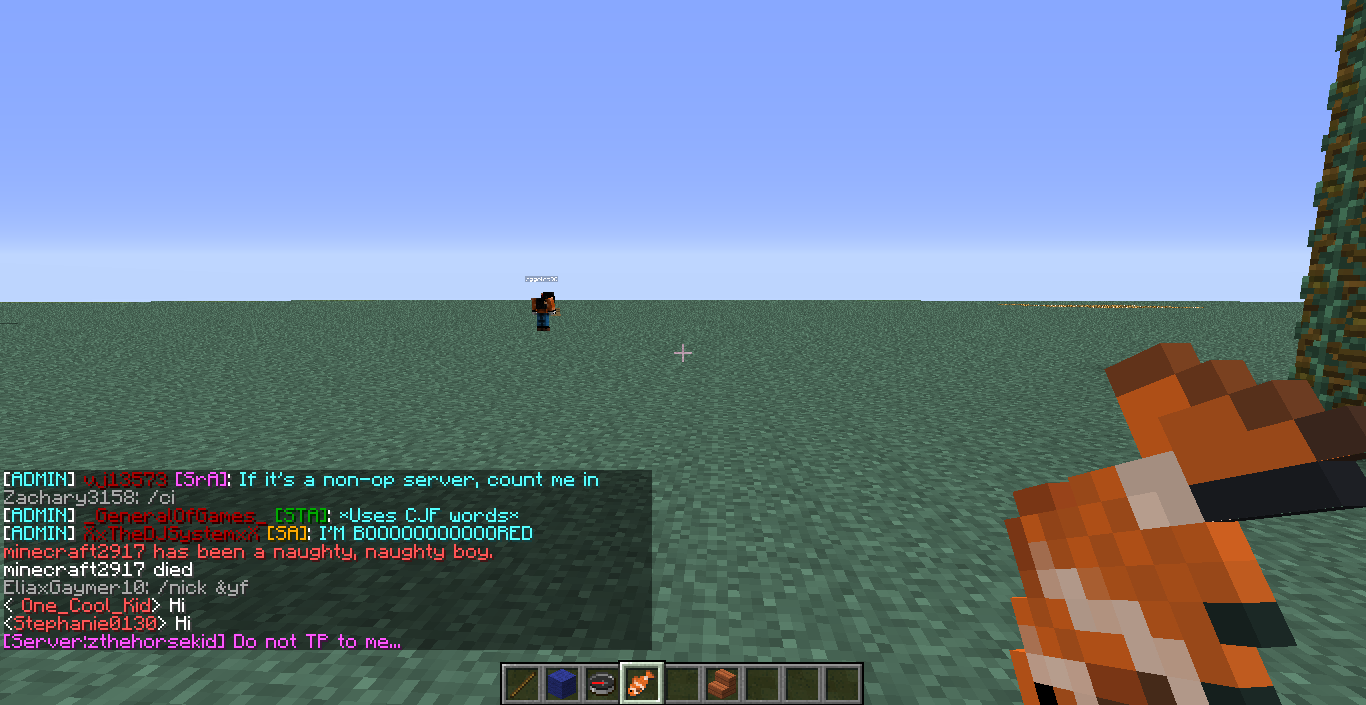 [ADMIN] vji13573 [SrA]: If it's a non-op server, count me in
Zachary3158: /ci
[ADMIN] _GeneralOfGames_ [STA]: *Uses CJF words*
[ADMIN] XxTheDJSystemxX [SA]: I'M BOOOOOOOOOOORED
minecraft2917 has been a naughty, naughty boy.
minecraft2917 died
EliaxGaymer10: /nick &yf
< One_Cool_Kid> Hi
<Stephanie0130> Hi
[Server:zthehorsekid] Do not TP to me...